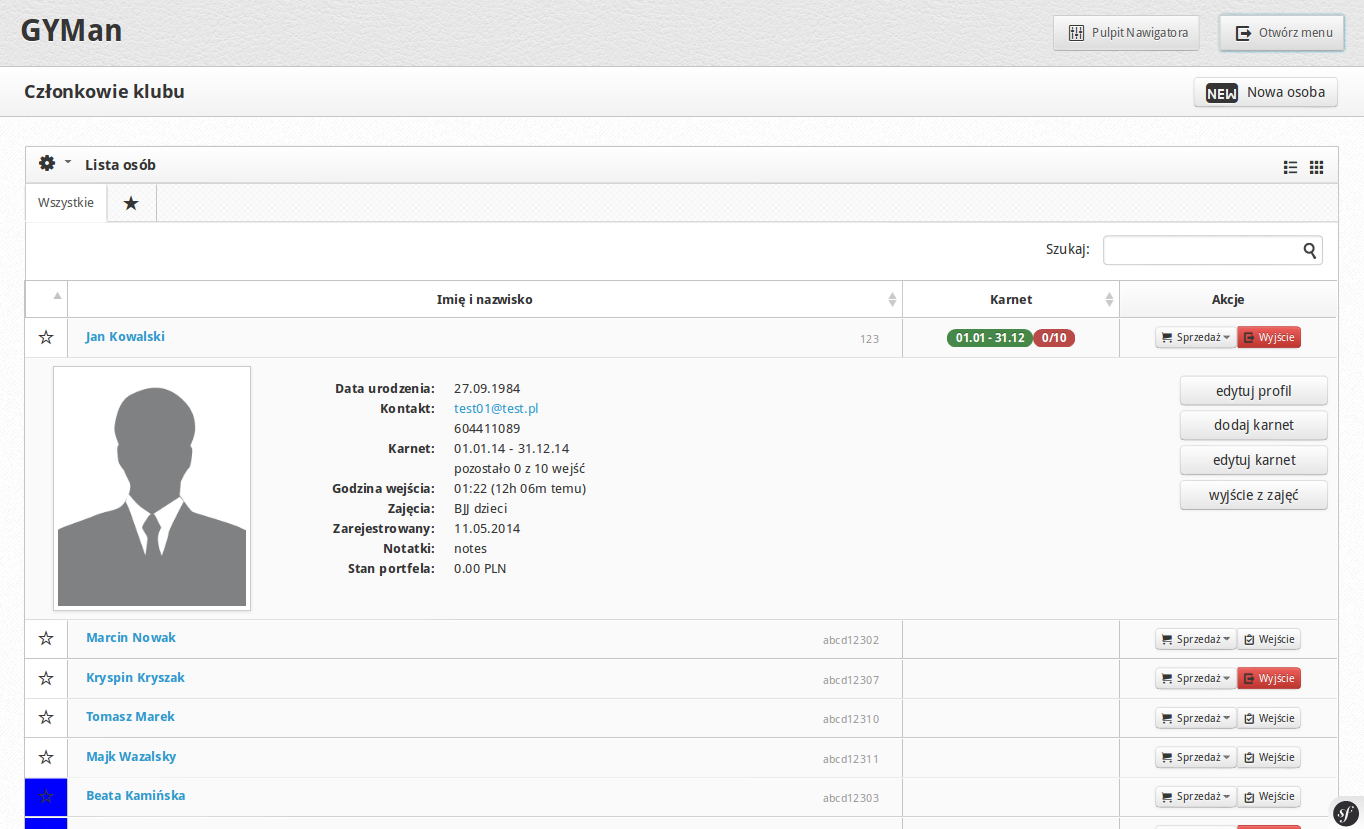 GYMan
Pulpit Nawigatora
Otwórz menu
Członkowie klubu
NEW Nowa osoba
Lista osób
Wszystkie
Szukaj:
Imię i nazwisko Karnet Akcje
Jan Kowalski 123 01.01 - 31.12 0/10 Sprzedaż Wyjście
Data urodzenia: 27.09.1984
Kontakt: test01@test.pl
604411089
Karnet: 01.01.14 - 31.12.14
pozostało 0 z 10 wejść
Godzina wejścia: 01:22 (12h 06m temu)
Zajęcia: BJJ dzieci
Zarejestrowany: 11.05.2014
Notatki: notes
Stan portfela: 0.00 PLN
edytuj profil
dodaj karnet
edytuj karnet
wyjście z zajęć
Marcin Nowak abcd12302 Sprzedaż Wejście
Kryspin Kryszak abcd12307 Sprzedaż Wyjście
Tomasz Marek abcd12310 Sprzedaż Wejście
Majk Wazalsky abcd12311 Sprzedaż Wejście
Beata Kamińska abcd12303 Sprzedaż Wejście
sf